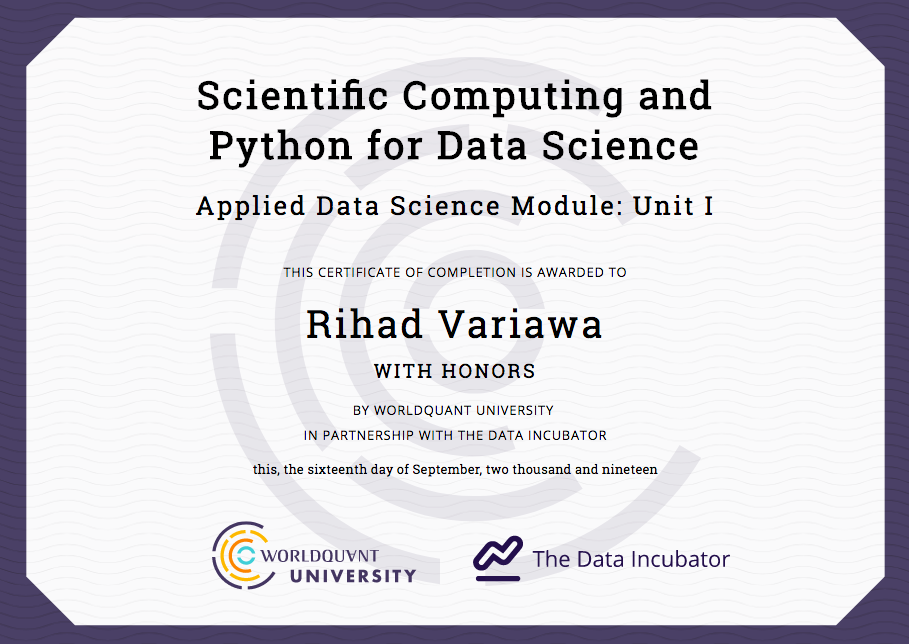 Scientific Computing and
Python for Data Science
Applied Data Science Module: Unit I
THIS CERTIFICATE OF COMPLETION IS AWARDED TO
Rihad Variawa
WITH HONORS
BY WORLDQUANT UNIVERSITY
IN PARTNERSHIP WITH THE DATA INCUBATOR
this, the sixteenth day of September, two thousand and nineteen
WORLDQUANT
UNIVERSITY
The Data Incubator